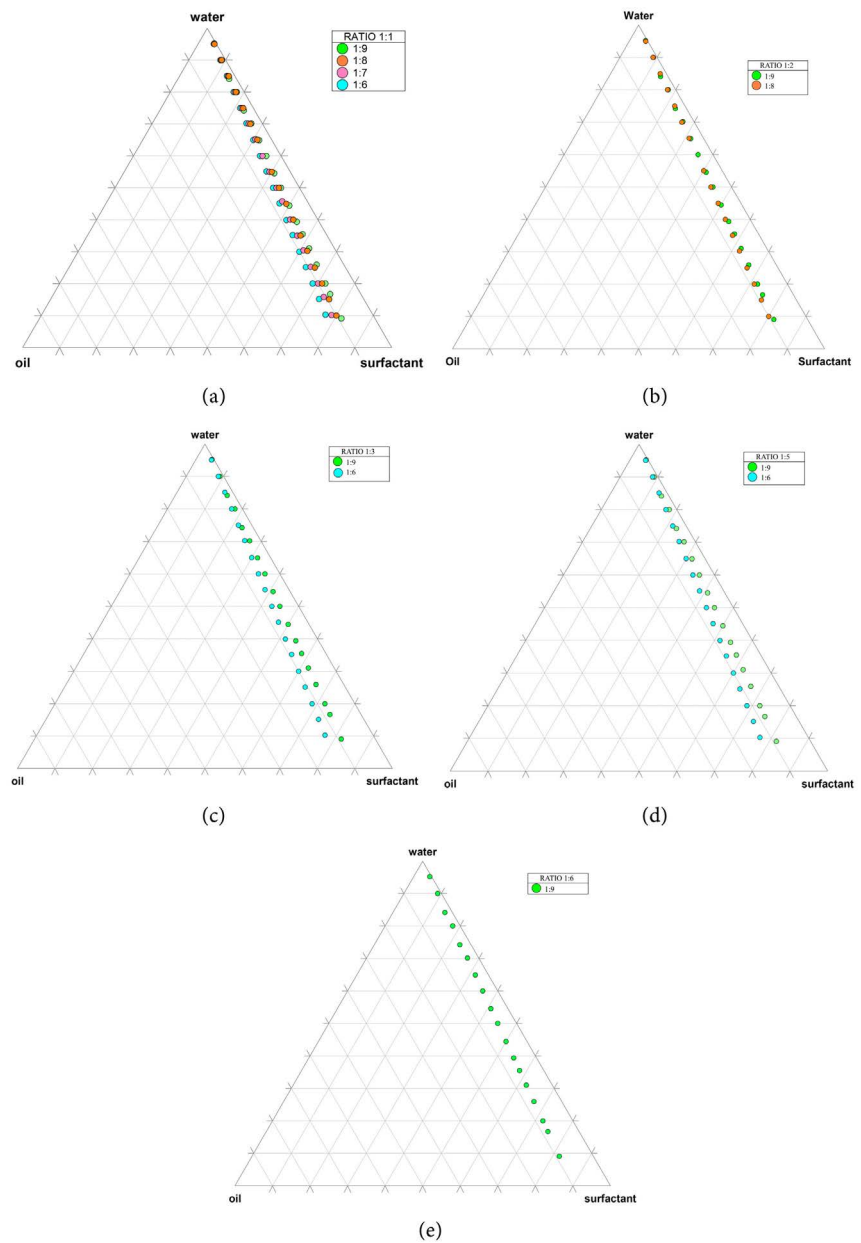 water
RATIO 1:1
1:9
1:8
1:7
1:6
oil
surfactant
(a)
Water
RATIO 1:2
1:9
1:8
Oil
Surfactant
(b)
water
RATIO 1:3
1:9
1:6
oil
surfactant
(c)
water
RATIO 1:5
1:9
1:6
oil
surfactant
(d)
water
RATIO 1:6
1:9
oil
surfactant
(e)